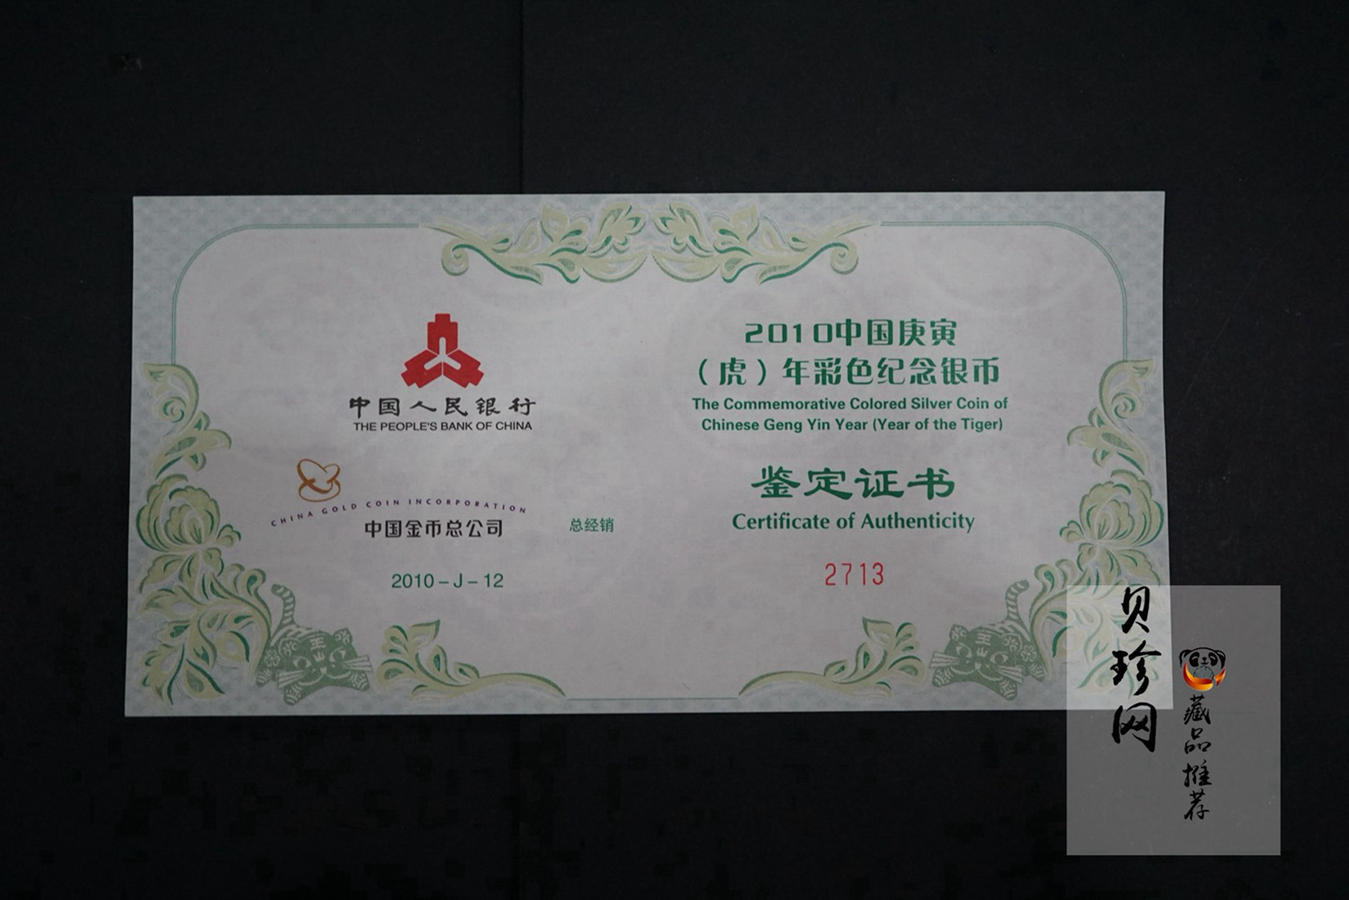 中国人民银行
THE PEOPLE'S BANK OF CHINA
CHINA GOLD COIN INCORPORATION
中国金币总公司
总经销
2010-J-12
2010中国庚寅
（虎）年彩色纪念银币
The Commemorative Colored Silver Coin of
Chinese Geng Yin Year (Year of the Tiger)
鉴定证书
Certificate of Authenticity
2713
王
王
贝珍网
藏品推荐